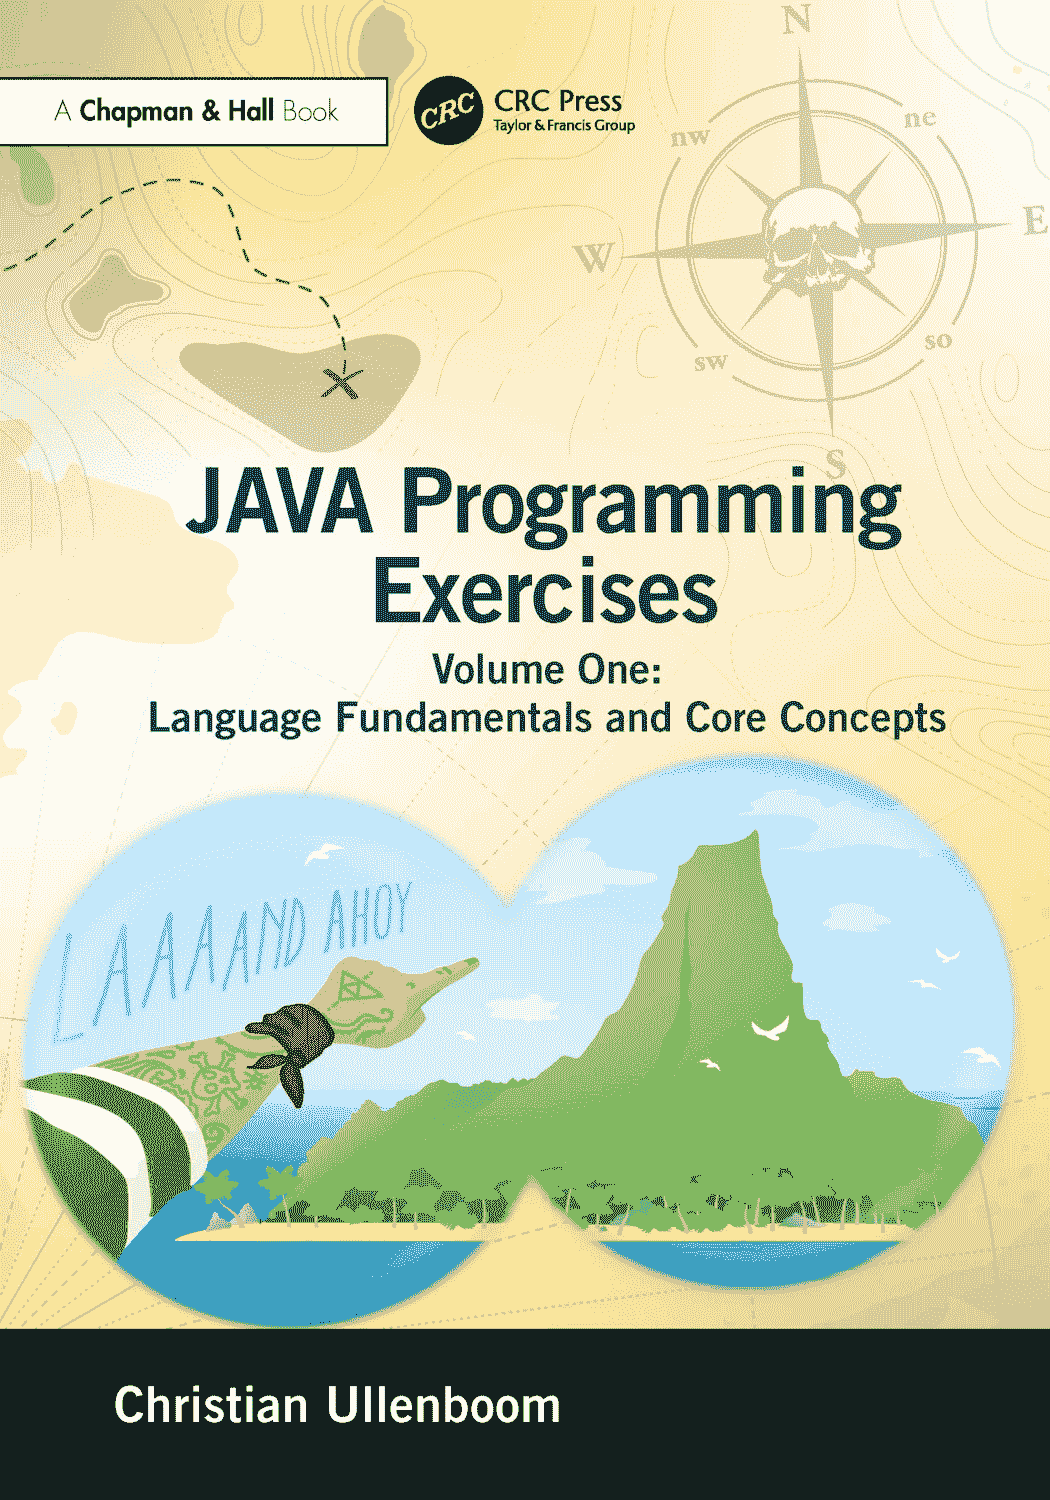 N
A Chapman & Hall Book
CRC
CRC Press
Taylor & Francis Group
nw
ne
W
E
sw
so
S
JAVA Programming
Exercises
Volume One:
Language Fundamentals and Core Concepts
LAAAAND AHOY
Christian Ullenboom